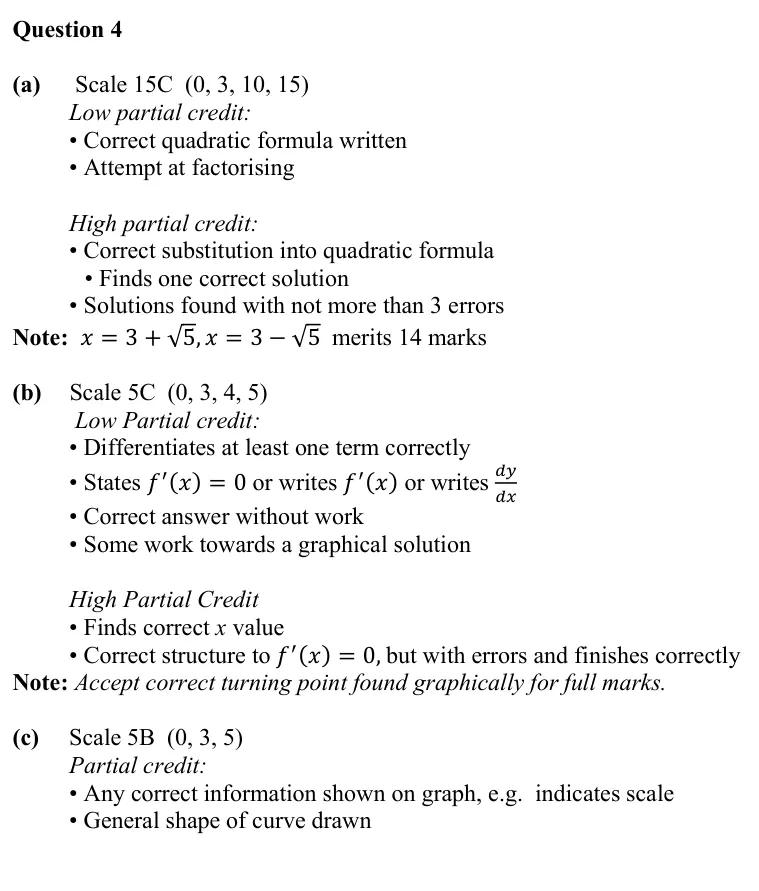 Question 4
(a) Scale 15C (0, 3, 10, 15)
Low partial credit:
• Correct quadratic formula written
• Attempt at factorising
High partial credit:
• Correct substitution into quadratic formula
• Finds one correct solution
• Solutions found with not more than 3 errors
Note: x = 3 + √5, x = 3 − √5 merits 14 marks
(b) Scale 5C (0, 3, 4, 5)
Low Partial credit:
• Differentiates at least one term correctly
• States f′(x) = 0 or writes f′(x) or writes dy/dx
• Correct answer without work
• Some work towards a graphical solution
High Partial Credit
• Finds correct x value
• Correct structure to f′(x) = 0, but with errors and finishes correctly
Note: Accept correct turning point found graphically for full marks.
(c) Scale 5B (0, 3, 5)
Partial credit:
• Any correct information shown on graph, e.g. indicates scale
• General shape of curve drawn